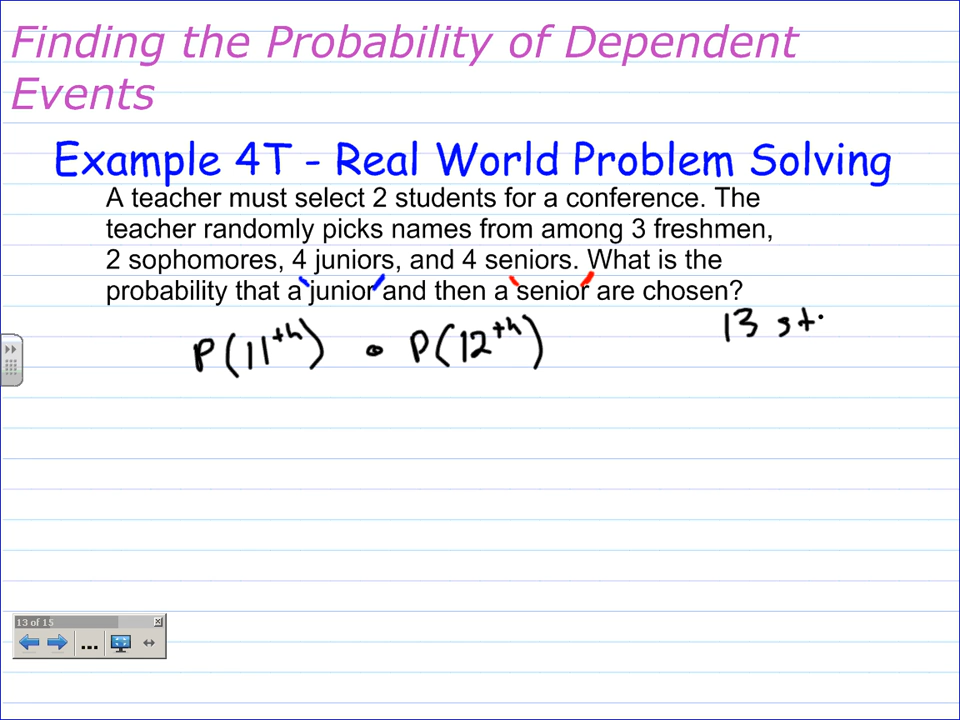 Finding the Probability of Dependent
Events
Example 4T - Real World Problem Solving
A teacher must select 2 students for a conference. The
teacher randomly picks names from among 3 freshmen,
2 sophomores, 4 juniors, and 4 seniors. What is the
probability that a junior and then a senior are chosen?
P(11th) • P(12th) 13 st.
13 of 15
...